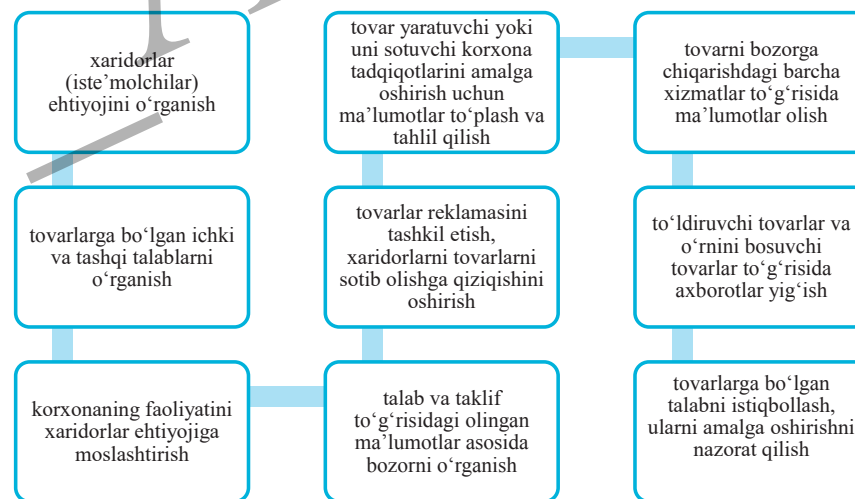 xaridorlar
(iste’molchilar)
ehtiyojini o‘rganish
tovarlarga bo‘lgan ichki
va tashqi talablarni
o‘rganish
korxonaning faoliyatini
xaridorlar ehtiyojiga
moslashtirish
talab va taklif
to‘g‘risidagi olingan
ma’lumotlar asosida
bozorni o‘rganish
tovarlar reklamasini
tashkil etish,
xaridorlarni tovarlarni
sotib olishga qiziqishini
oshirish
tovar yaratuvchi yoki
uni sotuvchi korxona
tadqiqotlarini amalga
oshirish uchun
ma’lumotlar to‘plash va
tahlil qilish
tovarni bozorga
chiqarishdagi barcha
xizmatlar to‘g‘risida
ma’lumotlar olish
to‘ldiruvchi tovarlar va
o‘rnini bosuvchi
tovarlar to‘g‘risida
axborotlar yig‘ish
tovarlarga bo‘lgan
talabni istiqbollash,
ularni amalga oshirishni
nazorat qilish